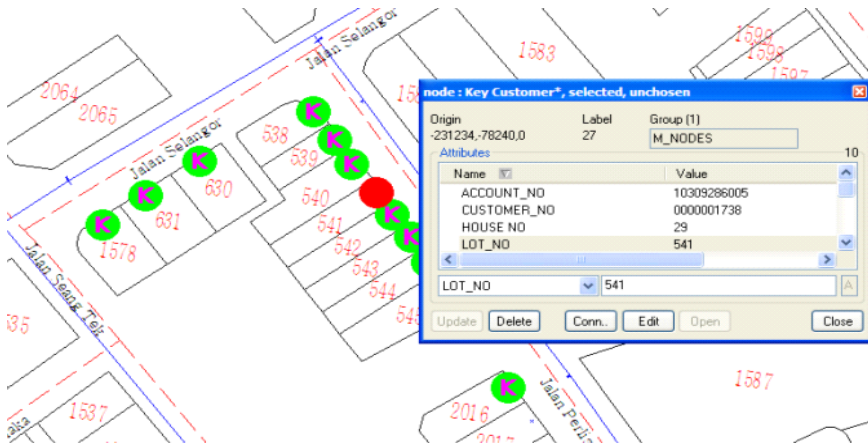 Jalan Selangor
1583
1598
1598
1597
2064
2065
538
539
540
541
542
543
544
Jalan Selangor
K
K
K
K
K
K
K
K
K
630
631
1578
Jalan Seang Tek
1537
2016
1587
node : Key Customer*, selected, unchosen
Origin
Label
Group (1)
-231234,-78240,0
27
M_NODES
Attributes
10
Name
Value
ACCOUNT_NO
10309286005
CUSTOMER_NO
0000001738
HOUSE NO
29
LOT_NO
541
LOT_NO
541
A
Update
Delete
Conn..
Edit
Open
Close